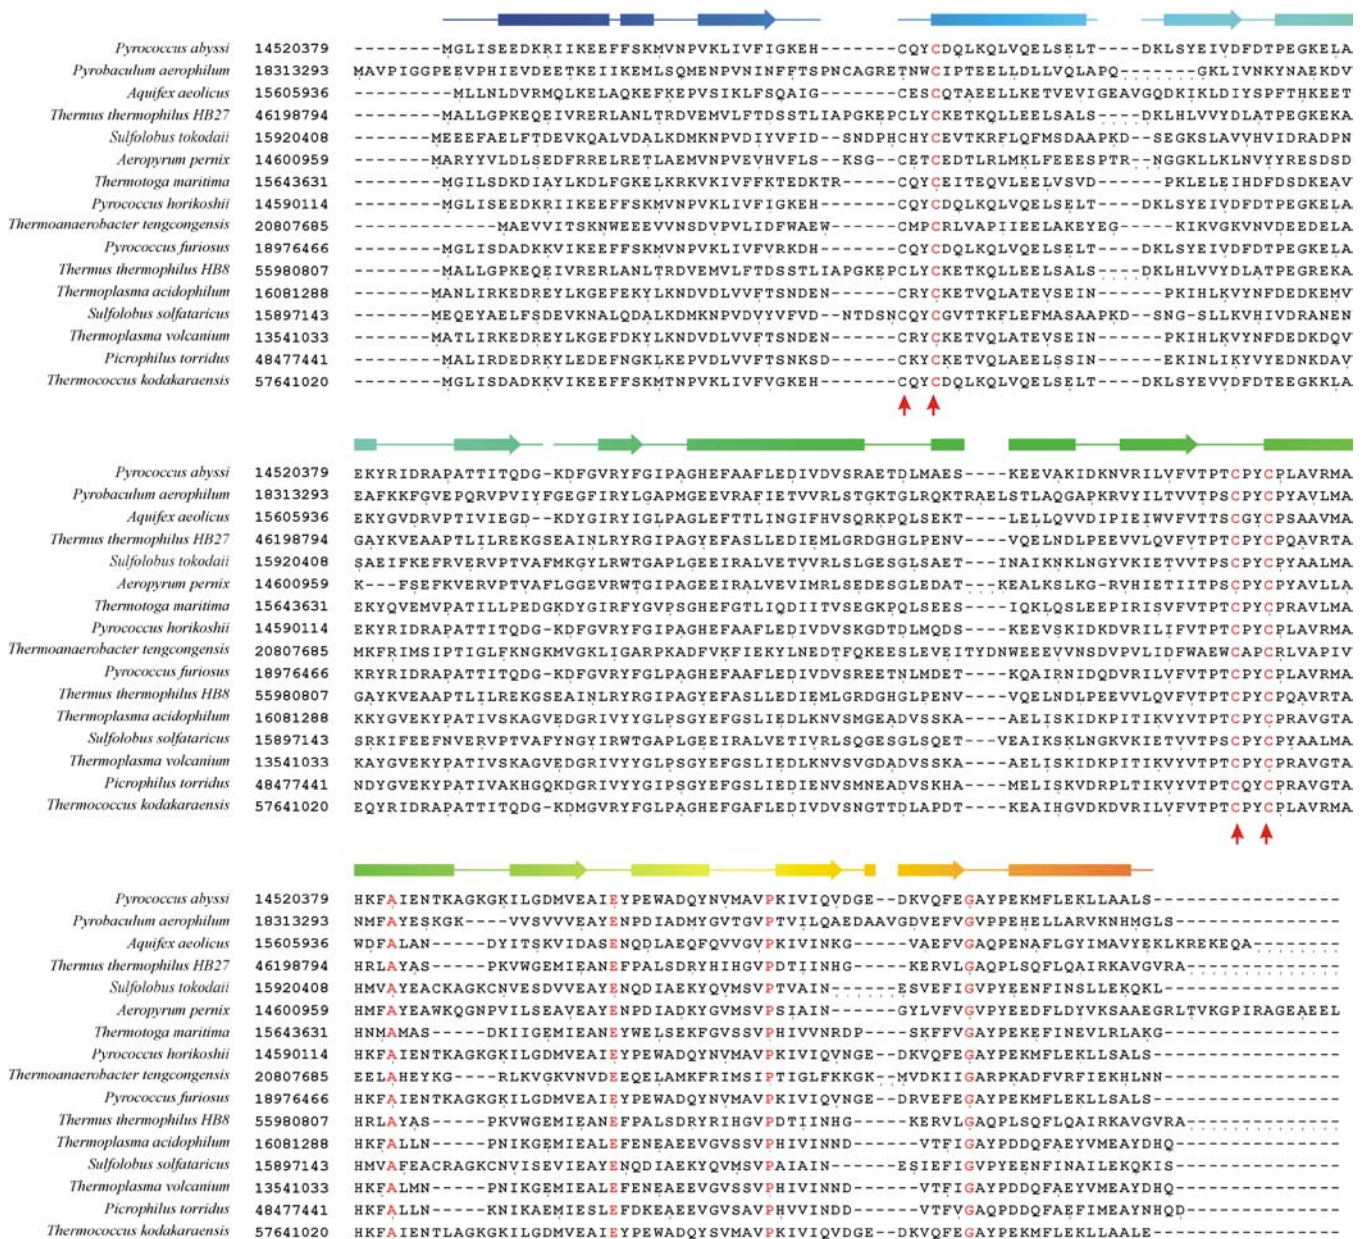 Pyrococcus abyssi 14520379 --------MGLISEEDKRIIKEEFFSKMVNPVKLIVFIGKEH-------CQYCDQLKQLVQELSELT----DKLSYEIVDFDTPEGKELA
Pyrobaculum aerophilum 18313293 MAVPIGGPEEVPHIEVDEETKEIIKEMLSQMENPVNINFFTSPNCAGRETNWCIPTEELLDLLVQLAPQ-------GKLIVNKYNAEKDV
Aquifex aeolicus 15605936 -------MLLNLDVRMQLKELAQKEFKEPVSIKLFSQAIG-------CESCQTAEELLKETVEVIGEAVGQDKIKLDIYSPFTHKEET
Thermus thermophilus HB27 46198794 --------MALLGPKEQEIVRERLANLTRDVEMVLFTDSSTLIAPGKEPCLYCKETKQLLEELSALS----DKLHLVVYDLATPEGKEKA
Sulfolobus tokodaii 15920408 -------MEEEFAELFTDEVKQALVDALKDMKNPVDIYVFID---SNDPHCHYCEVTKRFLQFMSDAAPKD---SEGKSLAVVHVIDRADPN
Aeropyrum pernix 14600959 -------MARYYVLDLSEDFRRELRETLAEMVNPVEVHVFLS---KSG--CETCEDTLRLMKLFEEESPTR---NGGKLLKLNVYYRESDSD
Thermotoga maritima 15643631 --------MGILSDKDIAYLKDLFGKELKRKVKIVFFKTEDKTR-----CQYCEITEQVLEELVSVD------PKLELEIHDFDSDKEAV
Pyrococcus horikoshii 14590114 --------MGLISEEDKRIIKEEFFSKMVNPVKLIVFIGKEH-------CQYCDQLKQLVQELSELT----DKLSYEIVDFDTPEGKELA
Thermoanaerobacter tengcongensis 20807685 -------------MAEVVITSKNWEEEVVNSDVPVLIDFWAEW------CMPCRLVAPIIEELAKEYEG-----KIKVGKVNVDEEDELA
Pyrococcus furiosus 18976466 --------MGLISDADKKVIKEEFFSKMVNPVKLIVFVRKDH-------CQYCDQLKQLVQELSELT----DKLSYEIVDFDTPEGKELA
Thermus thermophilus HB8 55980807 --------MALLGPKEQEIVRERLANLTRDVEMVLFTDSSTLIAPGKEPCLYCKETKQLLEELSALS----DKLHLVVYDLATPEGREKA
Thermoplasma acidophilum 16081288 -------MANLIRKEDREYLKGEFEKYLKNDVDLVVFTSNDEN------CRYCKETVQLATEVSEIN------PKIHLKVYNFDEDKEMV
Sulfolobus solfataricus 15897143 -------MEQEYAELFSDEVKNALQDALKDMKNPVDVYVFVD---NTDSNCQYCGVTTKFLEFMASAAPKD---SNG-SLLKVHIVDRANEN
Thermoplasma volcanium 13541033 -------MATLIRKEDREYLKGEFDKYLKNDVDLVVFTSNDEN------CRYCKETVQLATEVSEIN------PKIHLKVYNFDEDKDQV
Picrophilus torridus 48477441 -------MALIRDEDRKYLEDEFNGKLKEPVDLLVFTSNKSD-------CKYCKETVQLAEELSSIN------EKINLIKYVYEDNKDAV
Thermococcus kodakaraensis 57641020 --------MGLISDADKKVIKEEFFSKMTNPVKLIVFVGKEH-------CQYCDQLKQLVQELSELT----DKLSYEVVDFDTEEGKKLA
Pyrococcus abyssi 14520379 EKYRIDRAPATTITQDG-KDFGVRYFGIPAGHEFAAFLEDIVDVSRAETDLMAES----KEEVAKIDKNVRILVFVTPTCPYCPLAVRMA
Pyrobaculum aerophilum 18313293 EAFKKFGVEPQRVPVIYFGEGFIRYLGAPMGEEVRAFIETVVRLSTGKTGLRQKTRAELSTLAQGAPKRVYILTVVTPSCPYCPYAVLMA
Aquifex aeolicus 15605936 EKYGVDRVPTIVIEGD--KDYGIRYIGLPAGLEFTTLINGIFHVSQRKPQLSEKT----LELLQVVDIPIEIWVFVTTSCGYCPSAAVMA
Thermus thermophilus HB27 46198794 GAYKVEAAPTLILREKGSEAINLRYRGIPAGYEFASLLEDIEMLGRDGHGLPENV----VQELNDLPEEVVLQVFVTPTCPYCPQAVRTA
Sulfolobus tokodaii 15920408 SAEIFKEFRVERVPTVAFMKGYLRWTGAPLGEEIRALVETVVRLSLGESGLSAET----INAIKNKLNGYVKIETVVTPSCPYCPYAALMA
Aeropyrum pernix 14600959 K---FSEFKVERVPTVAFLGGEVRWTGIPAGEEIRALVEVIMRLSEDESGLEDAT----KEALKSLKG-RVHIETIITPSCPYCPYAVLLA
Thermotoga maritima 15643631 EKYQVEMVPATILLPEDGKDYGIRFYGVPSGHEFGTLIQDIITVSEGKPQLSEES----IQKLQSLEEPIRISVFVTPTCPYCPRAVLMA
Pyrococcus horikoshii 14590114 EKYRIDRAPATTITQDG-KDFGVRYFGIPAGHEFAAFLEDIVDVSKGDTDLMQDS----KEEVSKIDKDVRILIFVTPTCPYCPLAVRMA
Thermoanaerobacter tengcongensis 20807685 MKFRIMSIPTIGLFKNGKMVGKLIGARPKADFVKFIEKYLNEDTFQKEESLEVEITYDNWEEEVVNSDVPVLIDFWAEWCAPCRLVAPIV
Pyrococcus furiosus 18976466 KRYRIDRAPATTITQDG-KDFGVRYFGLPAGHEFAAFLEDIVDVSREETNLMDET----KQAIRNIDQDVRILVFVTPTCPYCPLAVRMA
Thermus thermophilus HB8 55980807 GAYKVEAAPTLILREKGSEAINLRYRGIPAGYEFASLLEDIEMLGRDGHGLPENV----VQELNDLPEEVVLQVFVTPTCPYCPQAVRTA
Thermoplasma acidophilum 16081288 KKYGVEKYPATIVSKAGVEDGRIVYYGLPSGYEFGSLIEDLKNVSMGEADVSSKA----AELISKIDKPITIKVYVTPTCPYCPRAVGTA
Sulfolobus solfataricus 15897143 SRKIFEEFNVERVPTVAFYNGYIRWTGAPLGEEIRALVETIVRLSQGESGLSQET----VEAIKSKLNGKVKIETVVTPSCPYCPYAALMA
Thermoplasma volcanium 13541033 KAYGVEKYPATIVSKAGVEDGRIVYYGLPSGYEFGSLIEDLKNVSVGDADVSSKA----AELISKIDKPITIKVYVTPTCPYCPRAVGTA
Picrophilus torridus 48477441 NDYGVEKYPATIVAKHGQKDGRIVYYGIPSGYEFGSLIEDIENVSMNEADVSKHA----MELISKVDRPLTIKVYVTPTCQYCPRAVGTA
Thermococcus kodakaraensis 57641020 EQYRIDRAPATTITQDG-KDMGVRYFGLPAGHEFGAFLEDIVDVSNGTTDLAPDT----KEAIHGVDKDVRILVFVTPTCPYCPLAVRMA
Pyrococcus abyssi 14520379 HKFAIENTKAGKGKILGDMVEAIEYPEWADQYNVMAVPKIVIQVDGE--DKVQFEGAYPEKMFLEKLLAALS-----------------
Pyrobaculum aerophilum 18313293 NMFAYESKGK----VVSVVVEAYENPDIADMYGVTGVPTVILQAEDAAVGDVEFVGVPPEHELLARVKNHMGLS---------------
Aquifex aeolicus 15605936 WDFALAN-----DYITSKVIDASENQDLAEQFQVVGVPKIVINKG------VAEFVGAQPENAFLGYIMAVYEKLKREKEQA--------
Thermus thermophilus HB27 46198794 HRLAYAS-----PKVWGEMIEANEFPALSDRYHIHGVPDTIINHG------KERVLGAQPLSQFLQAIRKAVGVRA--------------
Sulfolobus tokodaii 15920408 HMVAYEACKAGKCNVESDVVEAYENQDIAEKYQVMSVPTVAIN------ESVEFIGVPYEENFINSLLEKQKL----------------
Aeropyrum pernix 14600959 HMFAYEAWKQGNPVILSEAVEAYENPDIADKYGVMSVPSIAIN------GYLVFVGVPYEEDFLDYVKSAAEGRLTVKGPIRAGEAEEL
Thermotoga maritima 15643631 HNMAMAS-----DKIIGEMIEANEYWELSEKFGVSSVPHIVVNRDP----SKFFVGAYPEKEFINEVLRLAKG----------------
Pyrococcus horikoshii 14590114 HKFAIENTKAGKGKILGDMVEAIEYPEWADQYNVMAVPKIVIQVNGE--DKVQFEGAYPEKMFLEKLLSALS-----------------
Thermoanaerobacter tengcongensis 20807685 EELAHEYKG----RLKVGKVNVDEEQELAMKFRIMSIPTIGLFKKGK--MVDKIIGARPKADFVRFIEKHLNN----------------
Pyrococcus furiosus 18976466 HKFAIENTKAGKGKILGDMVEAIEYPEWADQYNVMAVPKIVIQVNGE--DRVEFEGAYPEKMFLEKLLSALS-----------------
Thermus thermophilus HB8 55980807 HRLAYAS-----PKVWGEMIEANEFPALSDRYRIHGVPDTIINHG------KERVLGAQPLSQFLQAIRKAVGVRA--------------
Thermoplasma acidophilum 16081288 HKFALLN-----PNIKGEMIEALEFENEAEEVGVSSVPHIVINND------VTFIGAYPDDQFAEYVMEAYDHQ---------------
Sulfolobus solfataricus 15897143 HMVAFEACRAGKCNVISEVIEAYENQDIAEKYQVMSVPAIAIN------ESIEFIGVPYEENFINAILEKQKIS---------------
Thermoplasma volcanium 13541033 HKFALMN-----PNIKGEMIEALEFENEAEEVGVSSVPHIVINND------VTFIGAYPDDQFAEYVMEAYDHQ---------------
Picrophilus torridus 48477441 HKFALLN-----KNIKAEMIESLEFDKEAEEVGVSAVPHVVINDD------VTFVGAQPDDQFAEFIMEAYNHQD--------------
Thermococcus kodakaraensis 57641020 HKFAIENTLAGKGKILGDMVEAIEYPEWADQYSVMAVPKIVIQVDGE--DKVQFEGAYPEKMFLEKLLAALE-----------------